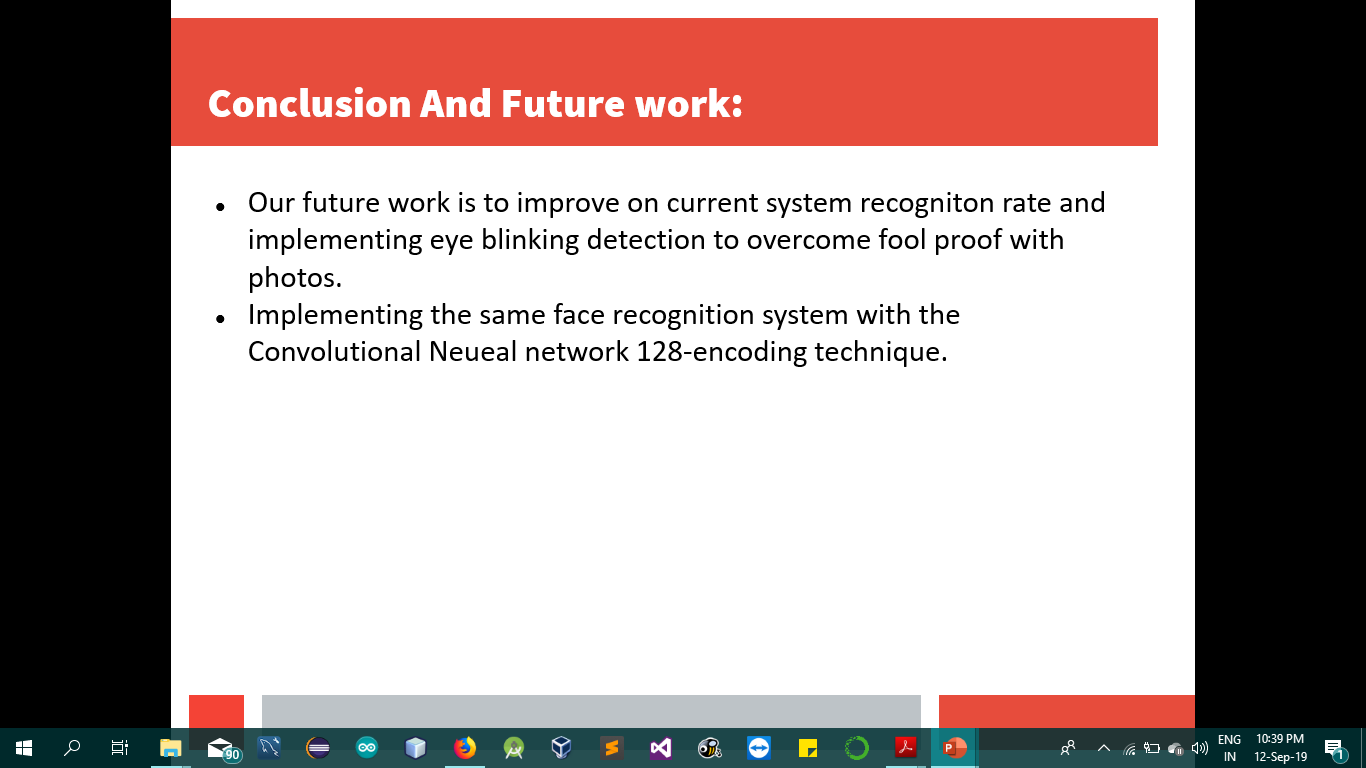 Conclusion And Future work:
● Our future work is to improve on current system recogniton rate and
implementing eye blinking detection to overcome fool proof with
photos.
● Implementing the same face recognition system with the
Convolutional Neueal network 128-encoding technique.
90
ENG
IN
10:39 PM
12-Sep-19
1